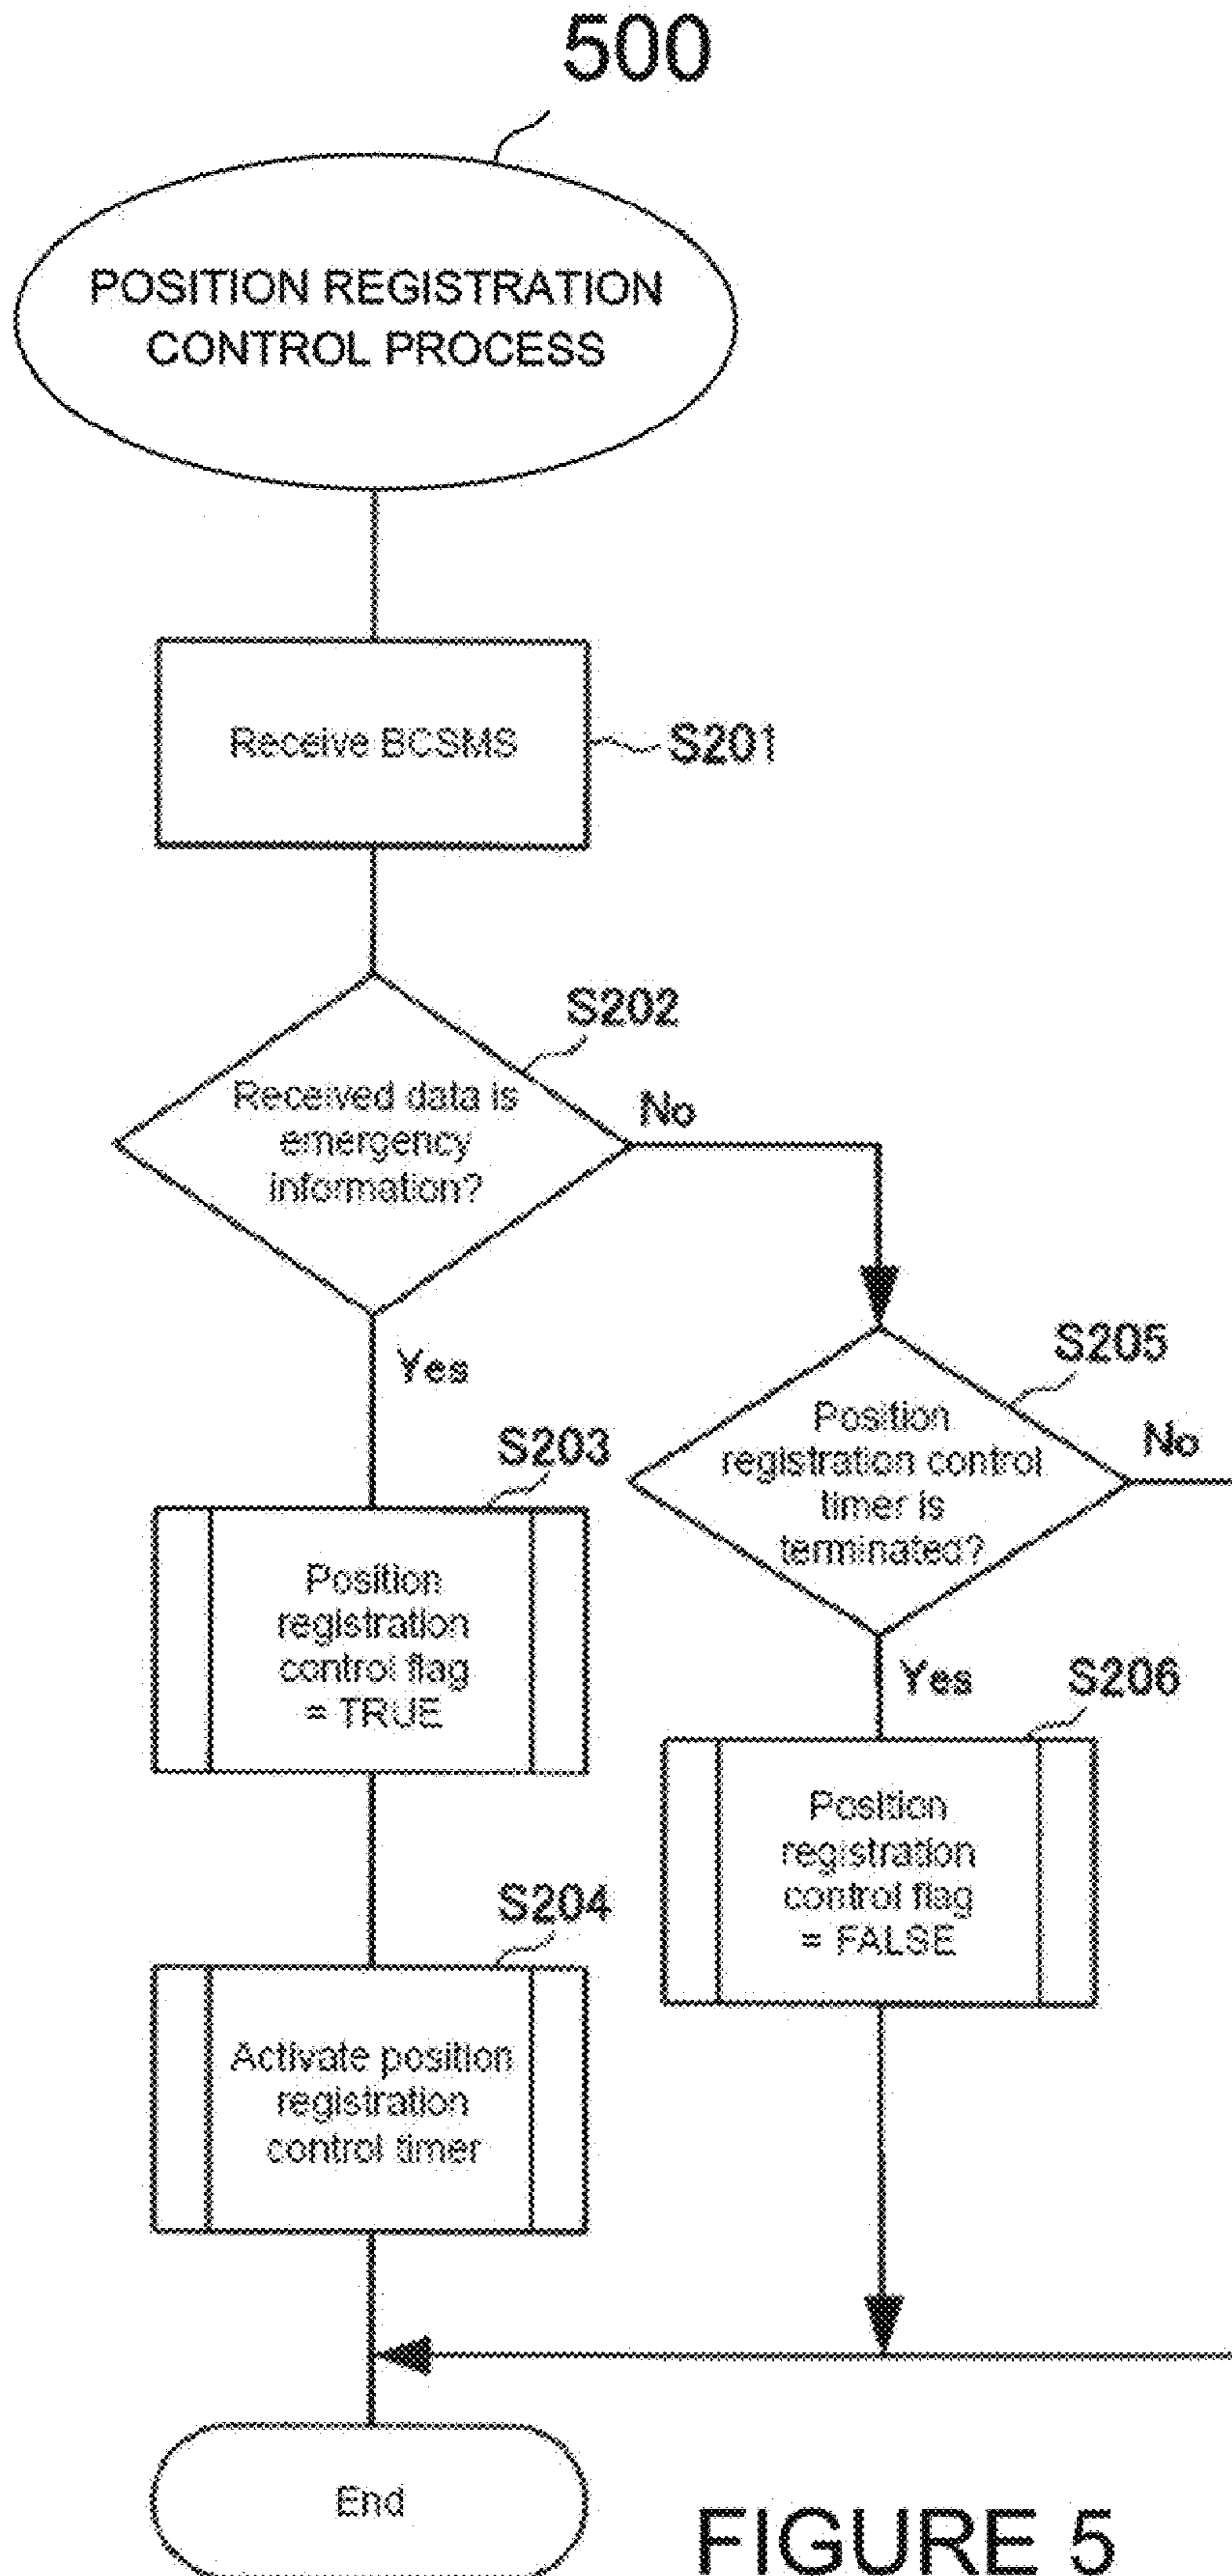 500
POSITION REGISTRATION
CONTROL PROCESS
Receive BCSMS
S201
S202
Received data is
emergency
information?
No
Yes
S205
Position
registration control
timer is
terminated?
No
S203
Position
registration
control flag
= TRUE
Yes
S206
Position
registration
control flag
= FALSE
S204
Activate position
registration
control timer
End
FIGURE 5